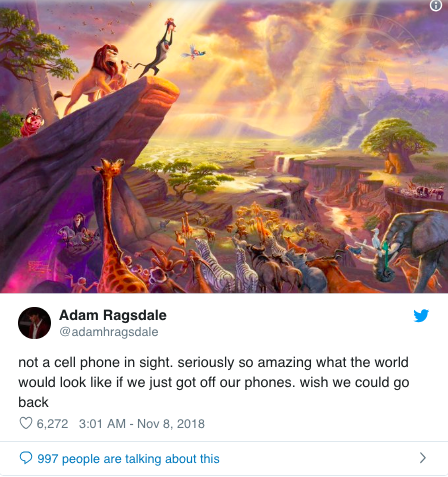 Adam Ragsdale
@adamhragsdale
not a cell phone in sight. seriously so amazing what the world
would look like if we just got off our phones. wish we could go
back
6,272 3:01 AM - Nov 8, 2018
997 people are talking about this